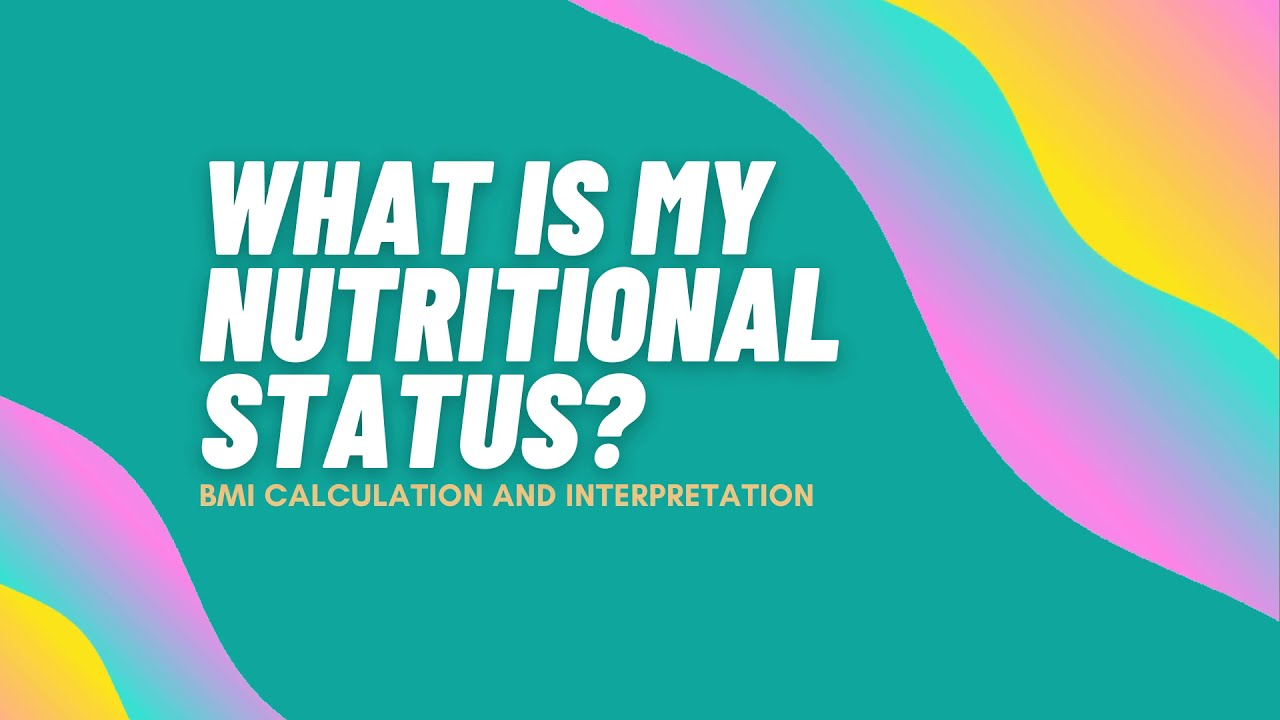 WHAT IS MY
NUTRITIONAL
STATUS?
BMI CALCULATION AND INTERPRETATION